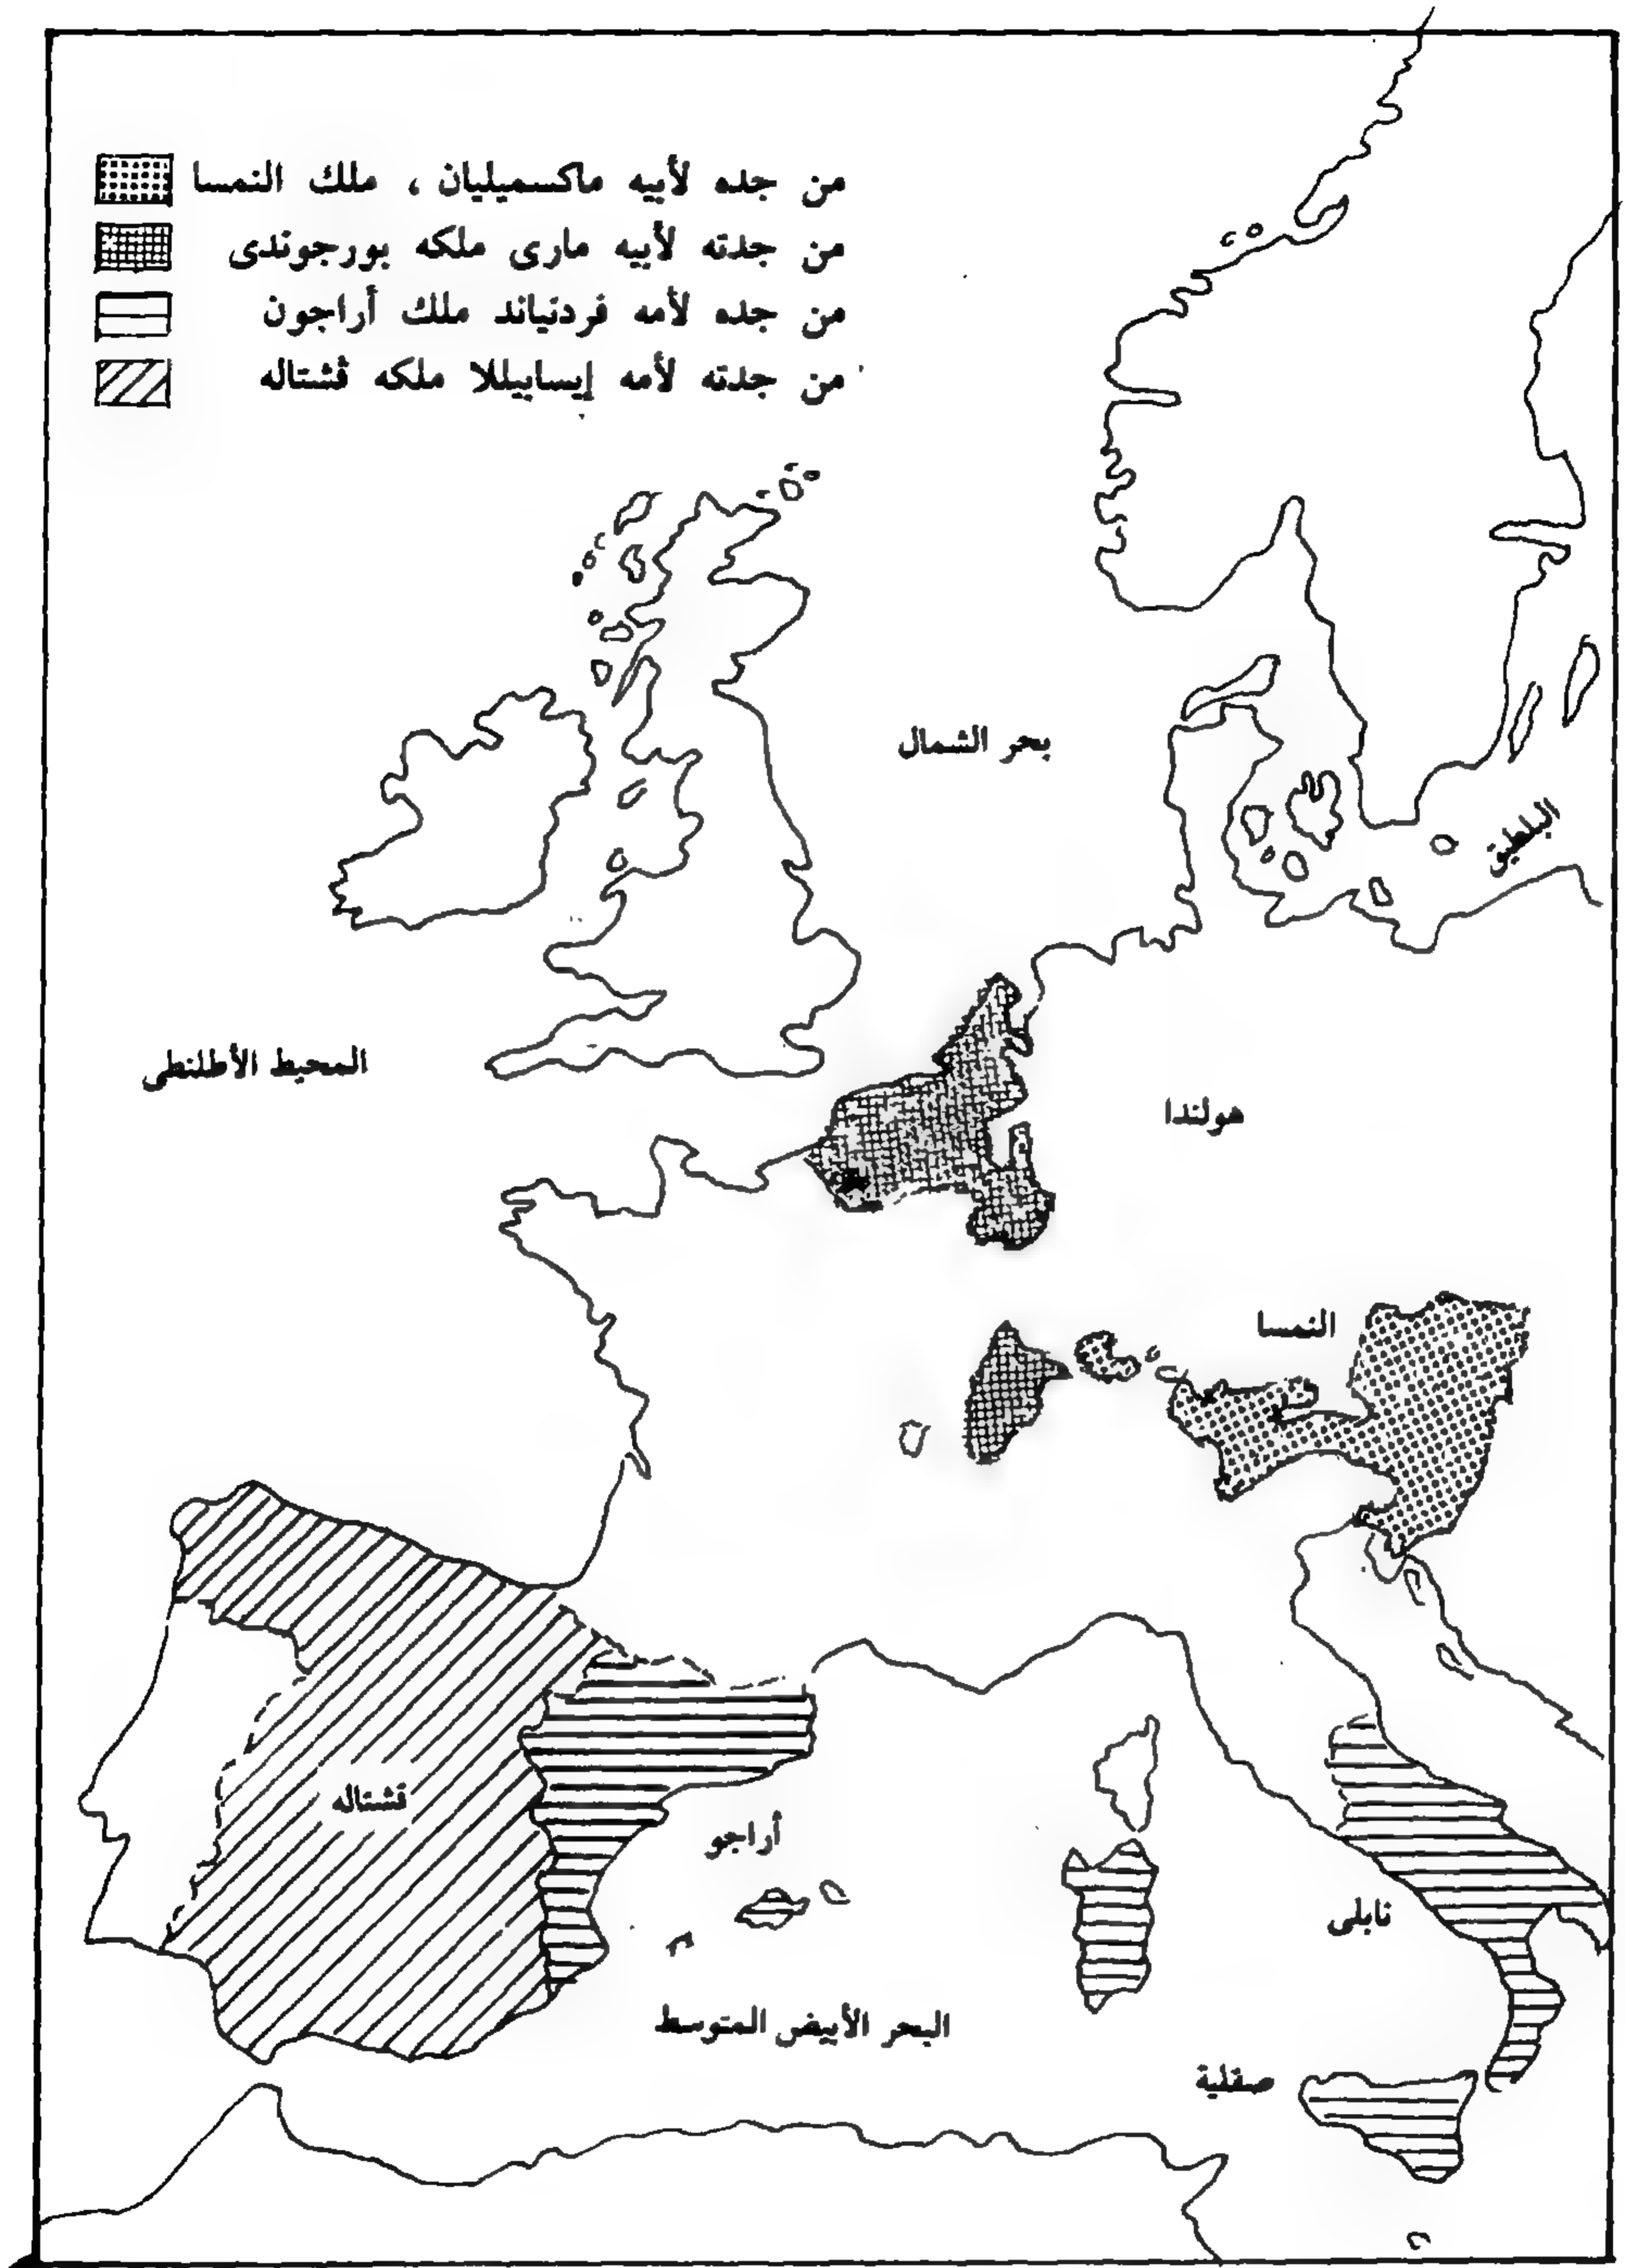 من جده لأبيه ماكسميليان ، ملك النمسا
من جدته لأبيه مارى ملكه بورجوندى
من جده لأمه فردنياند ملك أراجون
من جدته لأمه إيسابيللا ملكه قشتاله
بحر الشمال
البلطيق
المحيط الأطلنطى
هولندا
النمسا
قشتاله
أراجو
نابلى
البحر الأبيض المتوسط
صقلية